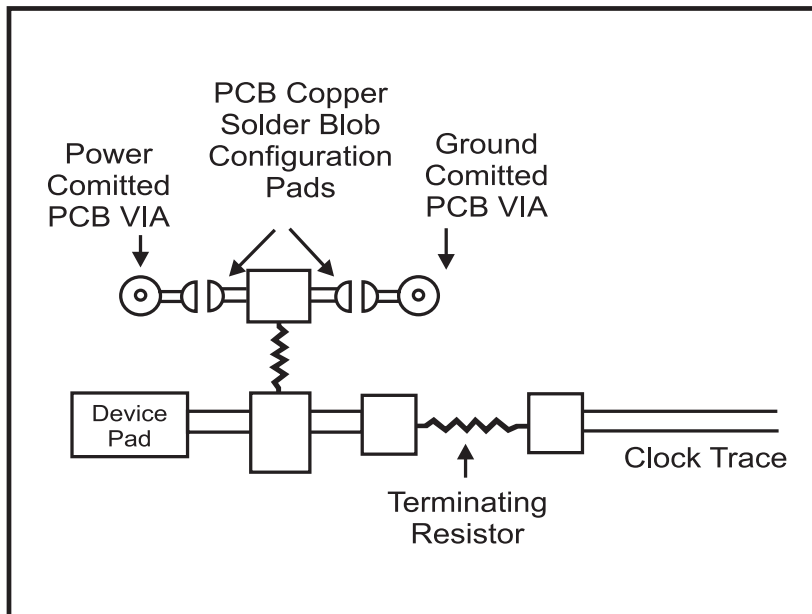 PCB Copper
Solder Blob
Configuration
Pads
Power
Comitted
PCB VIA
Ground
Comitted
PCB VIA
Device
Pad
Clock Trace
Terminating
Resistor